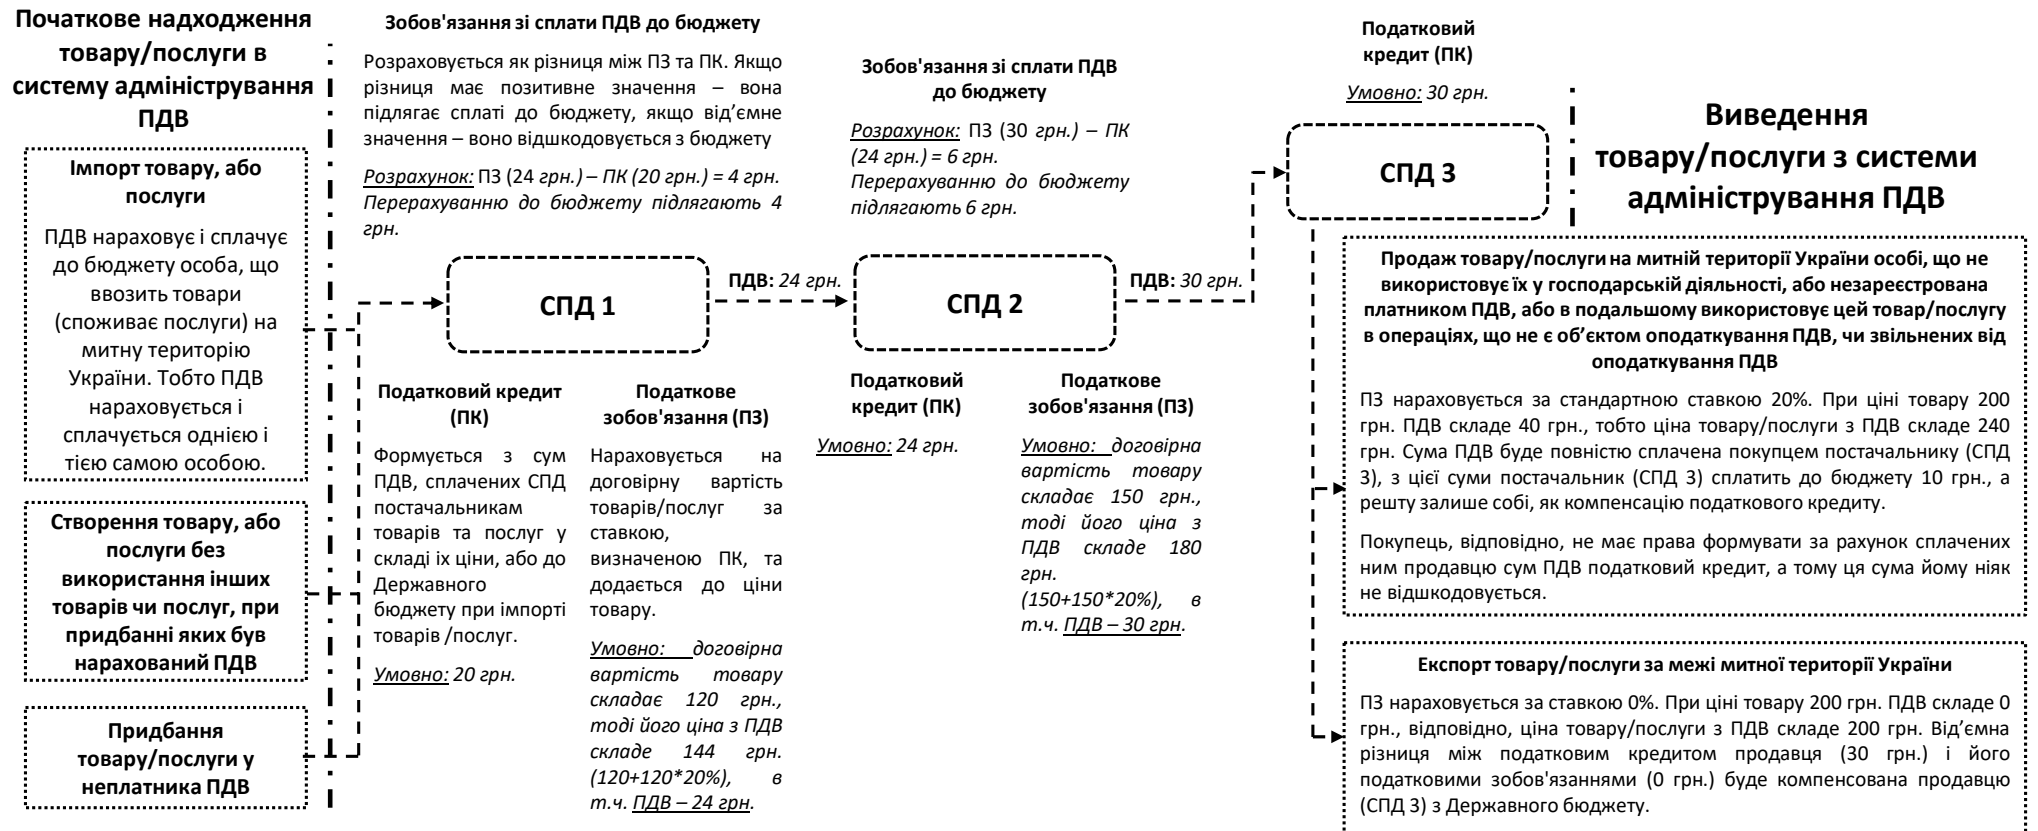 Початкове надходження
товару/послуги в
систему адміністрування
ПДВ
Імпорт товару, або
послуги
ПДВ нараховує і сплачує
до бюджету особа, що
ввозить товари
(споживає послуги) на
митну територію
України. Тобто ПДВ
нараховується і
сплачується однією і
тією самою особою.
Створення товару, або
послуги без
використання інших
товарів чи послуг, при
придбанні яких був
нарахований ПДВ
Придбання
товару/послуги у
неплатника ПДВ
Зобов'язання зі сплати ПДВ до бюджету
Розраховується як різниця між ПЗ та ПК. Якщо
різниця має позитивне значення – вона
підлягає сплаті до бюджету, якщо від’ємне
значення – воно відшкодовується з бюджету
Розрахунок: ПЗ (24 грн.) – ПК (20 грн.) = 4 грн.
Перерахуванню до бюджету підлягають 4
грн.
СПД 1
Податковий кредит
(ПК)
Формується з сум
ПДВ, сплачених СПД
постачальникам
товарів та послуг у
складі їх ціни, або до
Державного
бюджету при імпорті
товарів /послуг.
Умовно: 20 грн.
Податкове
зобов'язання (ПЗ)
Нараховується на
договірну вартість
товарів/послуг за
ставкою,
визначеною ПК, та
додається до ціни
товару.
Умовно: договірна
вартість товару
складає 120 грн.,
тоді його ціна з ПДВ
складе 144 грн.
(120+120*20%), в
т.ч. ПДВ – 24 грн.
ПДВ: 24 грн.
Зобов'язання зі сплати ПДВ
до бюджету
Розрахунок: ПЗ (30 грн.) – ПК
(24 грн.) = 6 грн.
Перерахуванню до бюджету
підлягають 6 грн.
СПД 2
Податковий
кредит (ПК)
Умовно: 24 грн.
Податкове
зобов'язання (ПЗ)
Умовно: договірна
вартість товару
складає 150 грн.,
тоді його ціна з
ПДВ складе 180
грн.
(150+150*20%), в
т.ч. ПДВ – 30 грн.
ПДВ: 30 грн.
Податковий
кредит (ПК)
Умовно: 30 грн.
СПД 3
Виведення
товару/послуги з системи
адміністрування ПДВ
Продаж товару/послуги на митній території України особі, що не
використовує їх у господарській діяльності, або незареєстрована
платником ПДВ, або в подальшому використовує цей товар/послугу
в операціях, що не є об’єктом оподаткування ПДВ, чи звільнених від
оподаткування ПДВ
ПЗ нараховується за стандартною ставкою 20%. При ціні товару 200
грн. ПДВ складе 40 грн., тобто ціна товару/послуги з ПДВ складе 240
грн. Сума ПДВ буде повністю сплачена покупцем постачальнику (СПД
3), з цієї суми постачальник (СПД 3) сплатить до бюджету 10 грн., а
решту залише собі, як компенсацію податкового кредиту.
Покупець, відповідно, не має права формувати за рахунок сплачених
ним продавцю сум ПДВ податковий кредит, а тому ця сума йому ніяк
не відшкодовується.
Експорт товару/послуги за межі митної території України
ПЗ нараховується за ставкою 0%. При ціні товару 200 грн. ПДВ складе 0
грн., відповідно, ціна товару/послуги з ПДВ складе 200 грн. Від’ємна
різниця між податковим кредитом продавця (30 грн.) і його
податковими зобов'язаннями (0 грн.) буде компенсована продавцю
(СПД 3) з Державного бюджету.